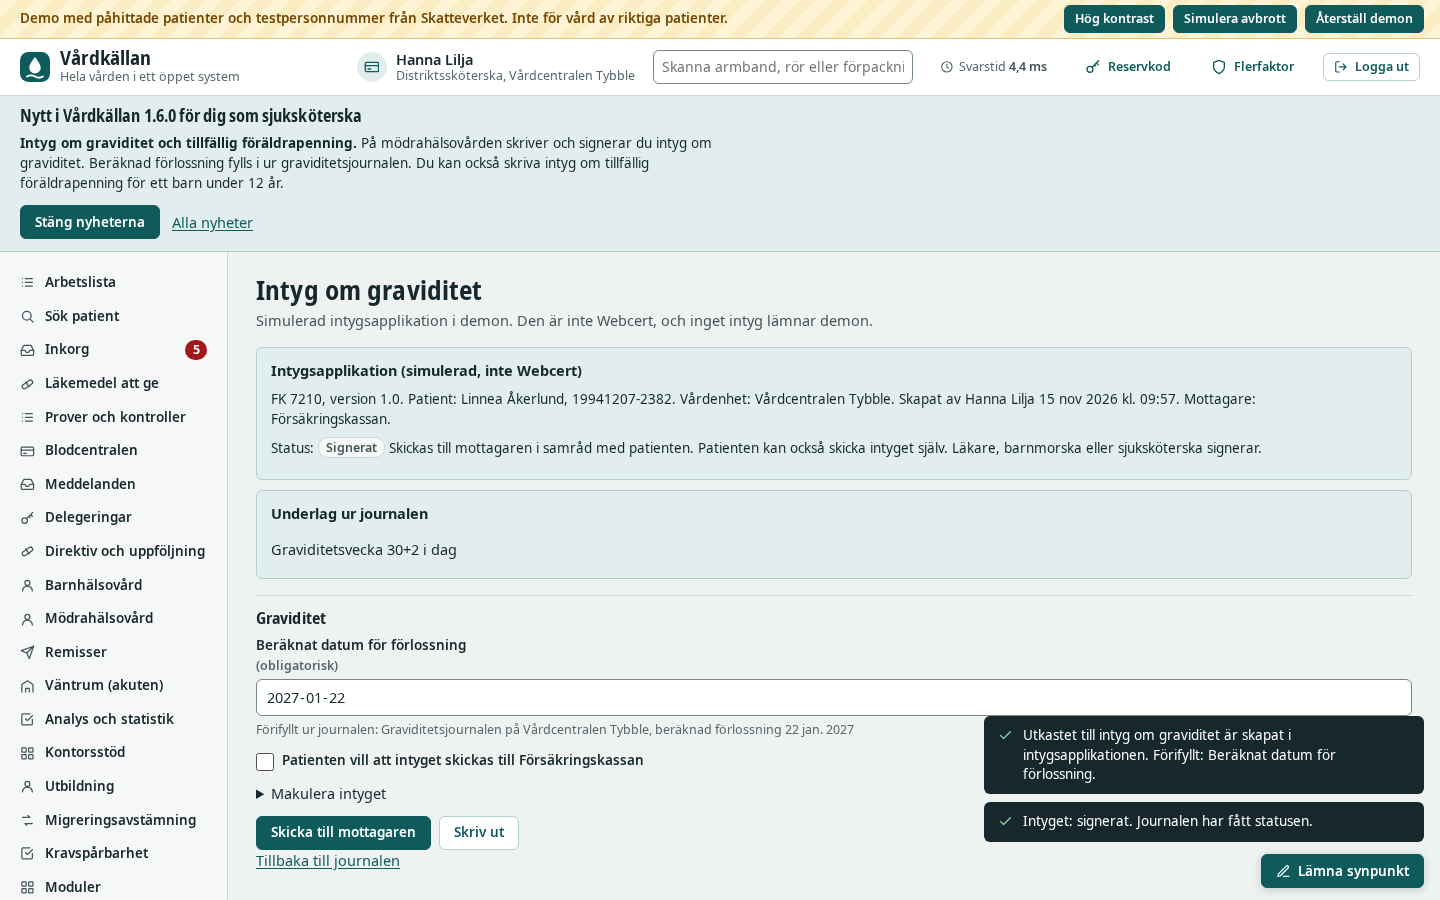 Demo med påhittade patienter och testpersonnummer från Skatteverket. Inte för vård av riktiga patienter.
Hög kontrast
Simulera avbrott
Återställ demon
Vårdkällan
Hela vården i ett öppet system
Hanna Lilja
Distriktssköterska, Vårdcentralen Tybble
Skanna armband, rör eller förpackni
Svarstid 4,4 ms
Reservkod
Flerfaktor
Logga ut
Nytt i Vårdkällan 1.6.0 för dig som sjuksköterska
Intyg om graviditet och tillfällig föräldrapenning. På mödrahälsovården skriver och signerar du intyg om
graviditet. Beräknad förlossning fylls i ur graviditetsjournalen. Du kan också skriva intyg om tillfällig
föräldrapenning för ett barn under 12 år.
Stäng nyheterna
Alla nyheter
Arbetslista
Sök patient
Inkorg
5
Läkemedel att ge
Prover och kontroller
Blodcentralen
Meddelanden
Delegeringar
Direktiv och uppföljning
Barnhälsovård
Mödrahälsovård
Remisser
Väntrum (akuten)
Analys och statistik
Kontorsstöd
Utbildning
Migreringsavstämning
Kravspårbarhet
Moduler
Intyg om graviditet
Simulerad intygsapplikation i demon. Den är inte Webcert, och inget intyg lämnar demon.
Intygsapplikation (simulerad, inte Webcert)
FK 7210, version 1.0. Patient: Linnea Åkerlund, 19941207-2382. Vårdenhet: Vårdcentralen Tybble. Skapat av Hanna Lilja 15 nov 2026 kl. 09:57. Mottagare:
Försäkringskassan.
Status: Signerat Skickas till mottagaren i samråd med patienten. Patienten kan också skicka intyget själv. Läkare, barnmorska eller sjuksköterska signerar.
Underlag ur journalen
Graviditetsvecka 30+2 i dag
Graviditet
Beräknat datum för förlossning
(obligatorisk)
2027-01-22
Förifyllt ur journalen: Graviditetsjournalen på Vårdcentralen Tybble, beräknad förlossning 22 jan. 2027
Patienten vill att intyget skickas till Försäkringskassan
Makulera intyget
Skicka till mottagaren
Skriv ut
Tillbaka till journalen
Utkastet till intyg om graviditet är skapat i
intygsapplikationen. Förifyllt: Beräknat datum för
förlossning.
Intyget: signerat. Journalen har fått statusen.
Lämna synpunkt